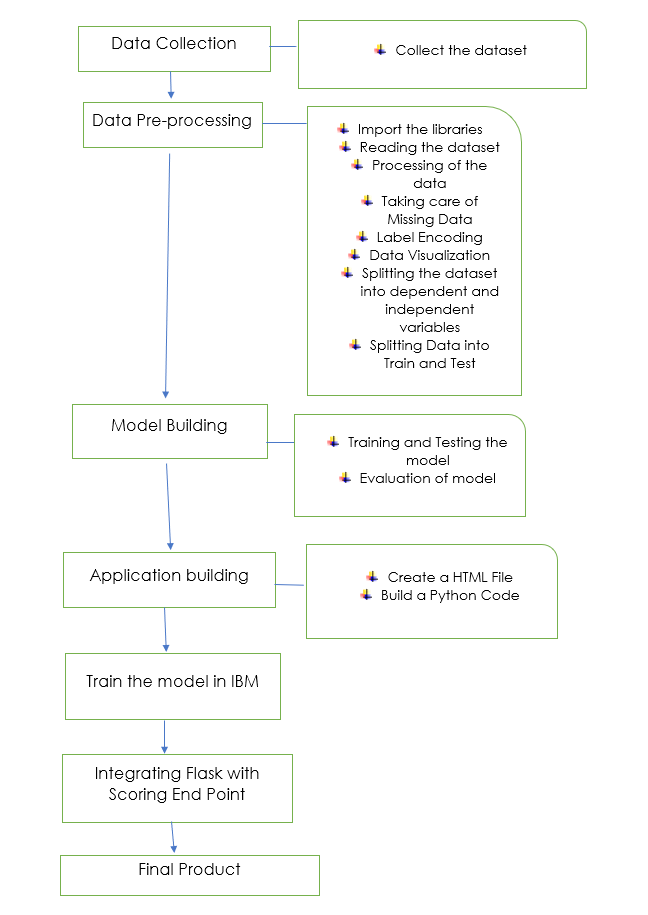 Data Collection
Collect the dataset
Data Pre-processing
Import the libraries
Reading the dataset
Processing of the
data
Taking care of
Missing Data
Label Encoding
Data Visualization
Splitting the dataset
into dependent and
independent
variables
Splitting Data into
Train and Test
Model Building
Training and Testing the
model
Evaluation of model
Application building
Create a HTML File
Build a Python Code
Train the model in IBM
Integrating Flask with
Scoring End Point
Final Product